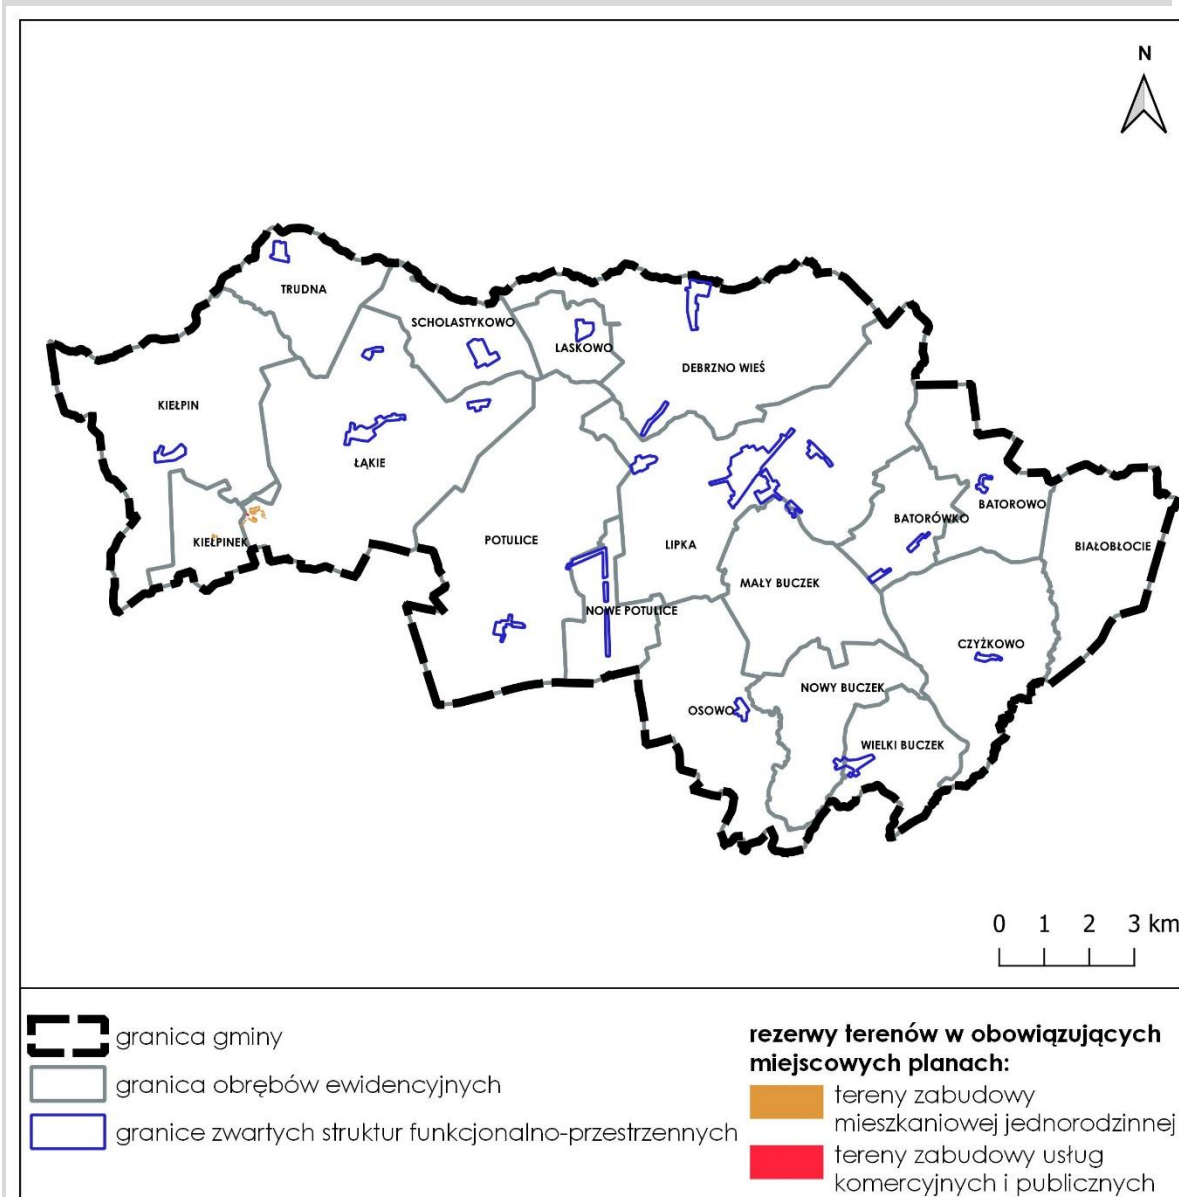 N
TRUDNA
SCHOLASTYKOWO
LASKOWO
DEBRZNO WIEŚ
KIEŁPIN
ŁĄKIE
BATOROWO
BATORÓWKO
POTULICE
LIPKA
KIEŁPINEK
BIAŁOBŁOCIE
MAŁY BUCZEK
NOWE POTULICE
CZYŻKOWO
NOWY BUCZEK
OSOWO
WIELKI BUCZEK
0 1 2 3 km
granica gminy
granica obrębów ewidencyjnych
granice zwartych struktur funkcjonalno-przestrzennych
rezerwy terenów w obowiązujących
miejscowych planach:
tereny zabudowy
mieszkaniowej jednorodzinnej
tereny zabudowy usług
komercyjnych i publicznych